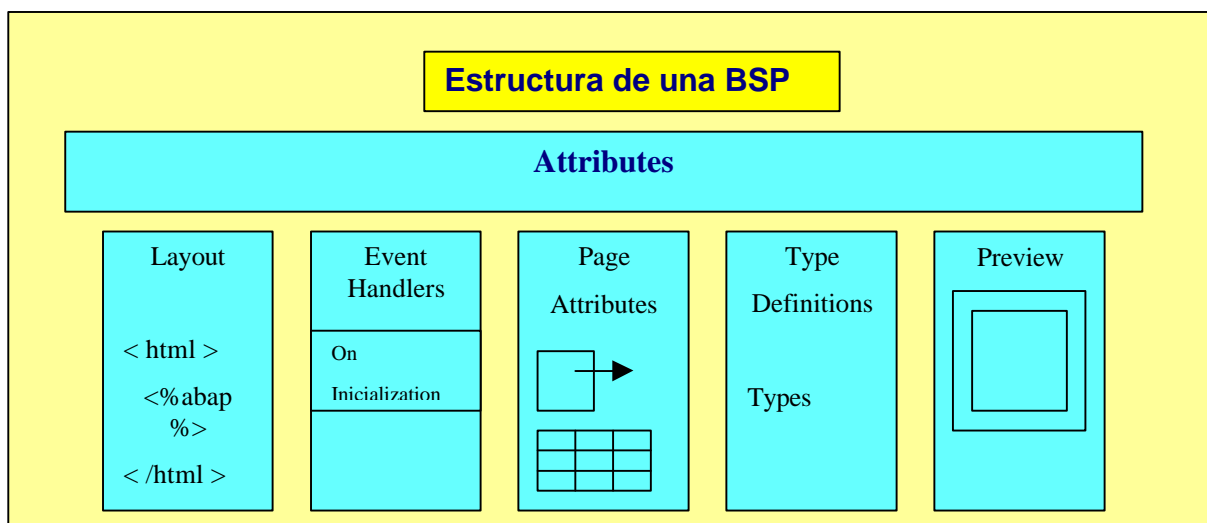 Estructura de una BSP
Attributes
Layout
< html >
<%abap
%>
< /html >
Event
Handlers
On
Inicialization
Page
Attributes
Type
Definitions
Types
Preview